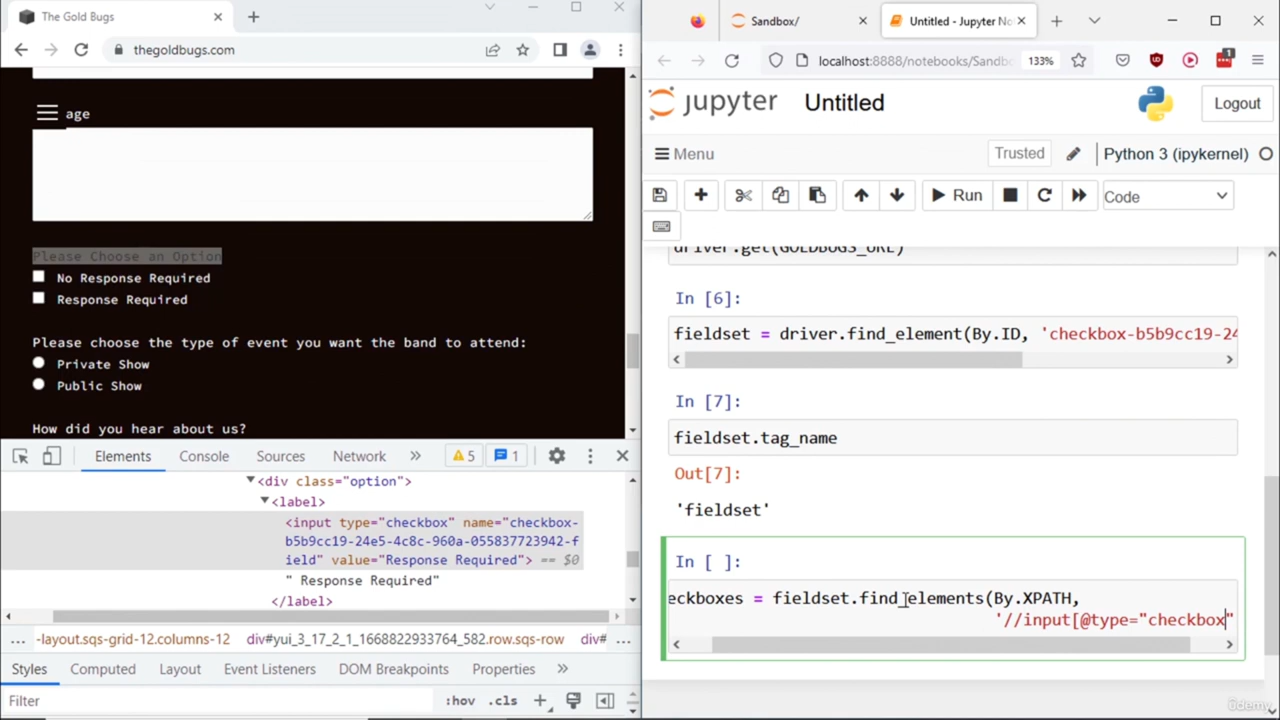 The Gold Bugs
thegoldbugs.com
age
Please Choose an Option
No Response Required
Response Required
Please choose the type of event you want the band to attend:
Private Show
Public Show
How did you hear about us?
Elements Console Sources Network » 5 1
<div class="option">
<label>
<input type="checkbox" name="checkbox-
b5b9cc19-24e5-4c8c-960a-055837723942-f
ield" value="Response Required"> == $0
" Response Required"
</label>
... -layout.sqs-grid-12.columns-12 div#yui_3_17_2_1_1668822933764_582.row.sqs-row div# ...
Styles Computed Layout Event Listeners DOM Breakpoints Properties »
Filter :hov .cls +
Sandbox/ Untitled - Jupyter No
localhost:8888/notebooks/Sandb 133% 1
jupyter Untitled Logout
Menu Trusted Python 3 (ipykernel)
Run Code
driver.get(GOLDBUGS_URL)
In [6]:
fieldset = driver.find_element(By.ID, 'checkbox-b5b9cc19-24
In [7]:
fieldset.tag_name
Out[7]:
'fieldset'
In [ ]:
eckboxes = fieldset.find_elements(By.XPATH,
'//input[@type="checkbox"
ûdemy